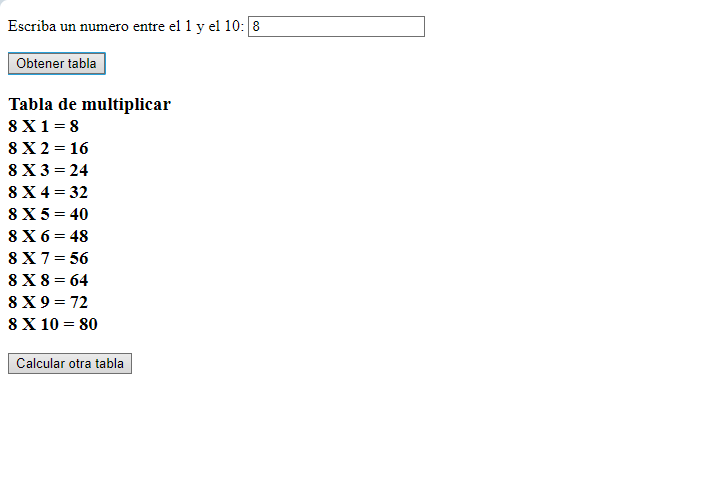 Escriba un numero entre el 1 y el 10: 8
Obtener tabla
Tabla de multiplicar
8 X 1 = 8
8 X 2 = 16
8 X 3 = 24
8 X 4 = 32
8 X 5 = 40
8 X 6 = 48
8 X 7 = 56
8 X 8 = 64
8 X 9 = 72
8 X 10 = 80
Calcular otra tabla